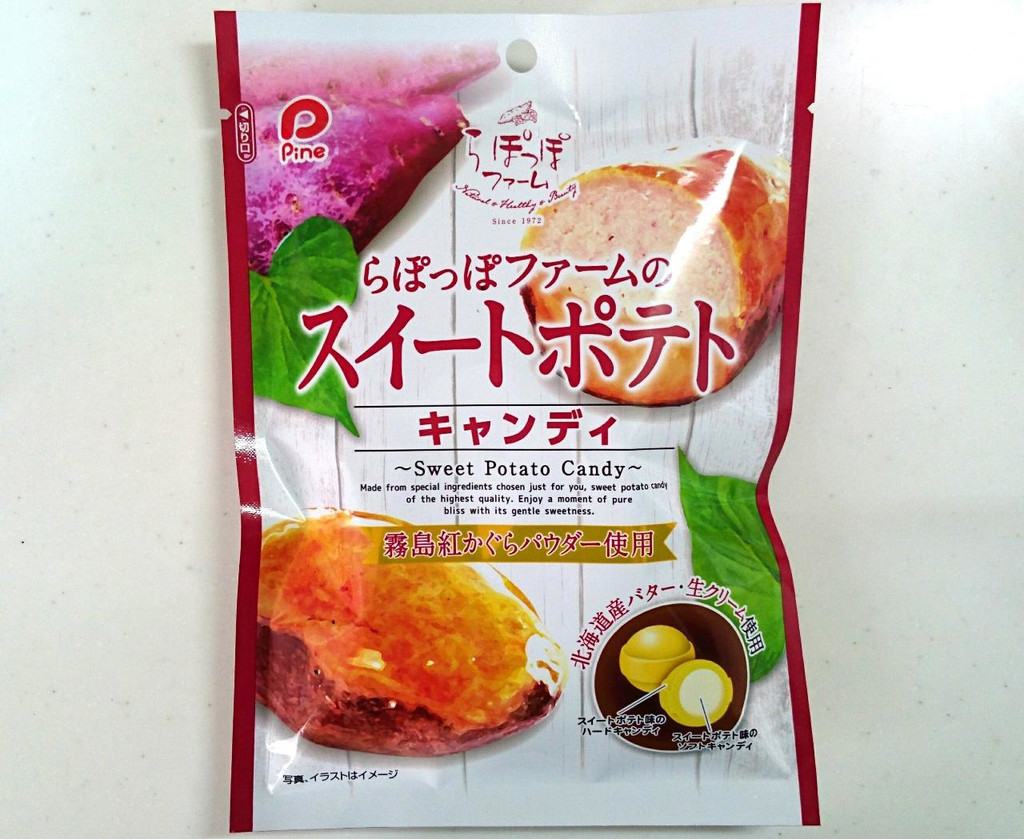 ◀切り口
Pine
らぽっぽ
ファーム
Natural & Healthy & Beauty
Since 1972
らぽっぽファームの
スイートポテト
キャンディ
～Sweet Potato Candy～
Made from special ingredients chosen just for you, sweet potato candy
of the highest quality. Enjoy a moment of pure
bliss with its gentle sweetness.
霧島紅かぐらパウダー使用
北海道産バター・生クリーム使用
スイートポテト味の
ハードキャンディ
スイートポテト味の
ソフトキャンディ
写真、イラストはイメージ